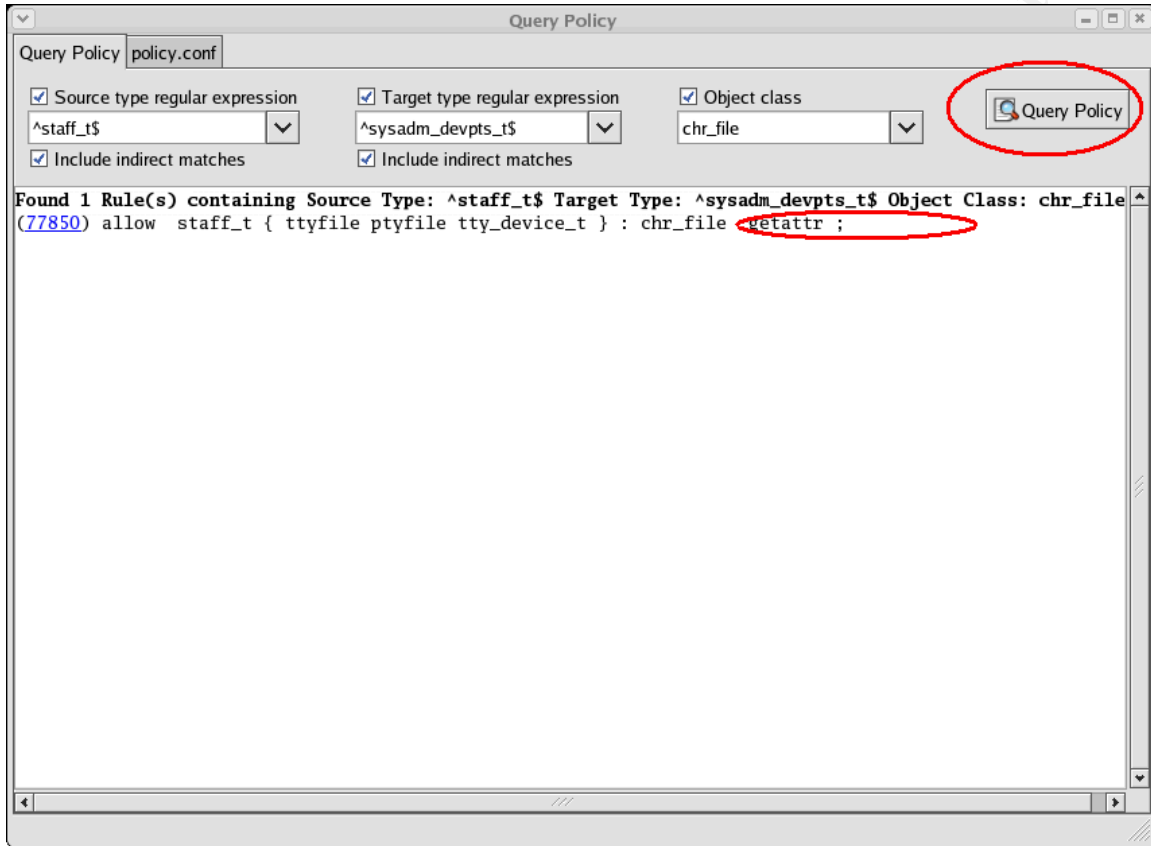 Query Policy
Query Policy policy.conf
Source type regular expression Target type regular expression Object class
^staff_t$ ^sysadm_devpts_t$ chr_file Query Policy
Include indirect matches Include indirect matches
Found 1 Rule(s) containing Source Type: ^staff_t$ Target Type: ^sysadm_devpts_t$ Object Class: chr_file
(77850) allow staff_t { ttyfile ptyfile tty_device_t } : chr_file getattr ;